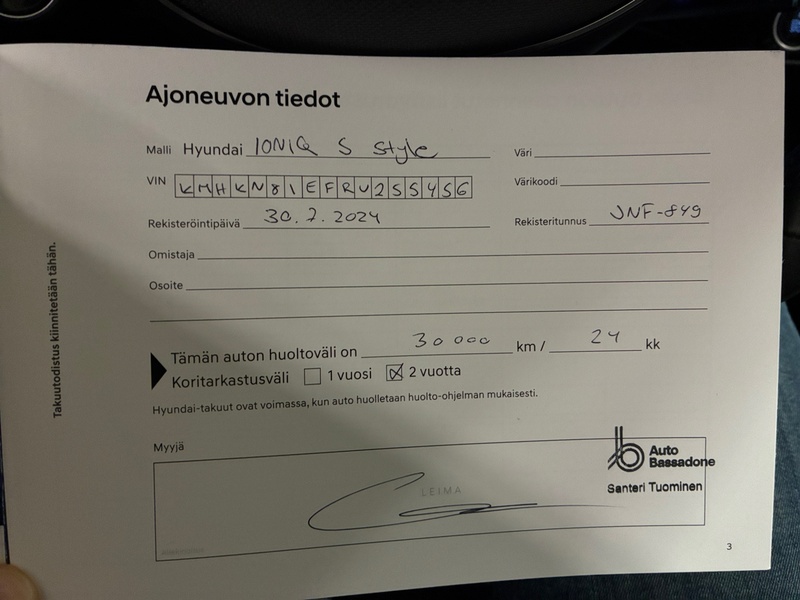 Ajoneuvon tiedot
Malli Hyundai IONIQ 5 Style
Väri
VIN KMHKN81EFRU255456
Värikoodi
Rekisteröintipäivä 30.7.2024
Rekisteritunnus JNF-849
Omistaja
Osoite
Tämän auton huoltoväli on 30 000 km / 24 kk
Koritarkastusväli 1 vuosi 2 vuotta
Hyundai-takuut ovat voimassa, kun auto huolletaan huolto-ohjelman mukaisesti.
Myyjä
Auto
Bassadone
LEIMA
Santeri Tuominen
3
Takuutodistus kiinnitetään tähän.